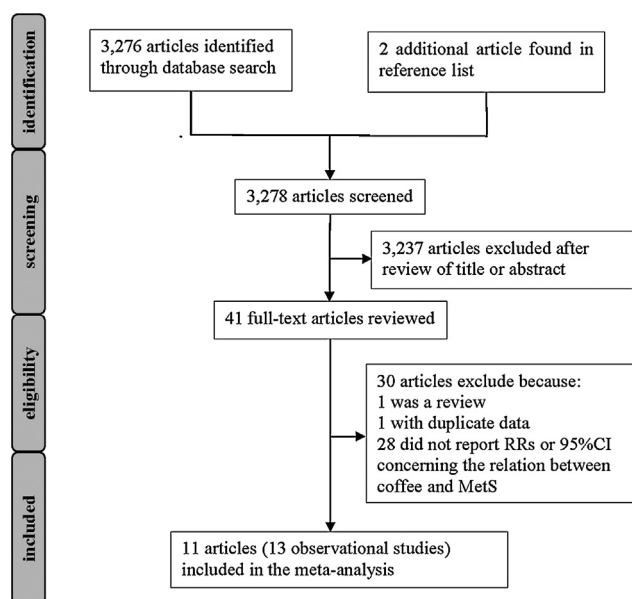 identification
3,276 articles identified
through database search
2 additional article found in
reference list
screening
3,278 articles screened
3,237 articles excluded after
review of title or abstract
41 full-text articles reviewed
eligibility
30 articles exclude because:
1 was a review
1 with duplicate data
28 did not report RRs or 95%CI
concerning the relation between
coffee and MetS
included
11 articles (13 observational studies)
included in the meta-analysis